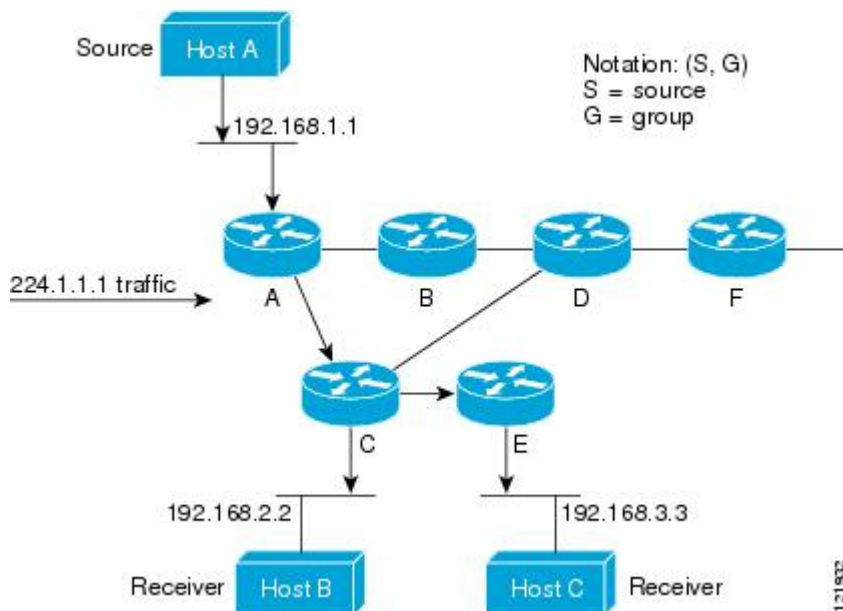 Source
Host A
Notation: (S, G)
S = source
G = group
192.168.1.1
224.1.1.1 traffic
A
B
D
F
C
E
192.168.2.2
192.168.3.3
Receiver
Host B
Host C
Receiver
121932